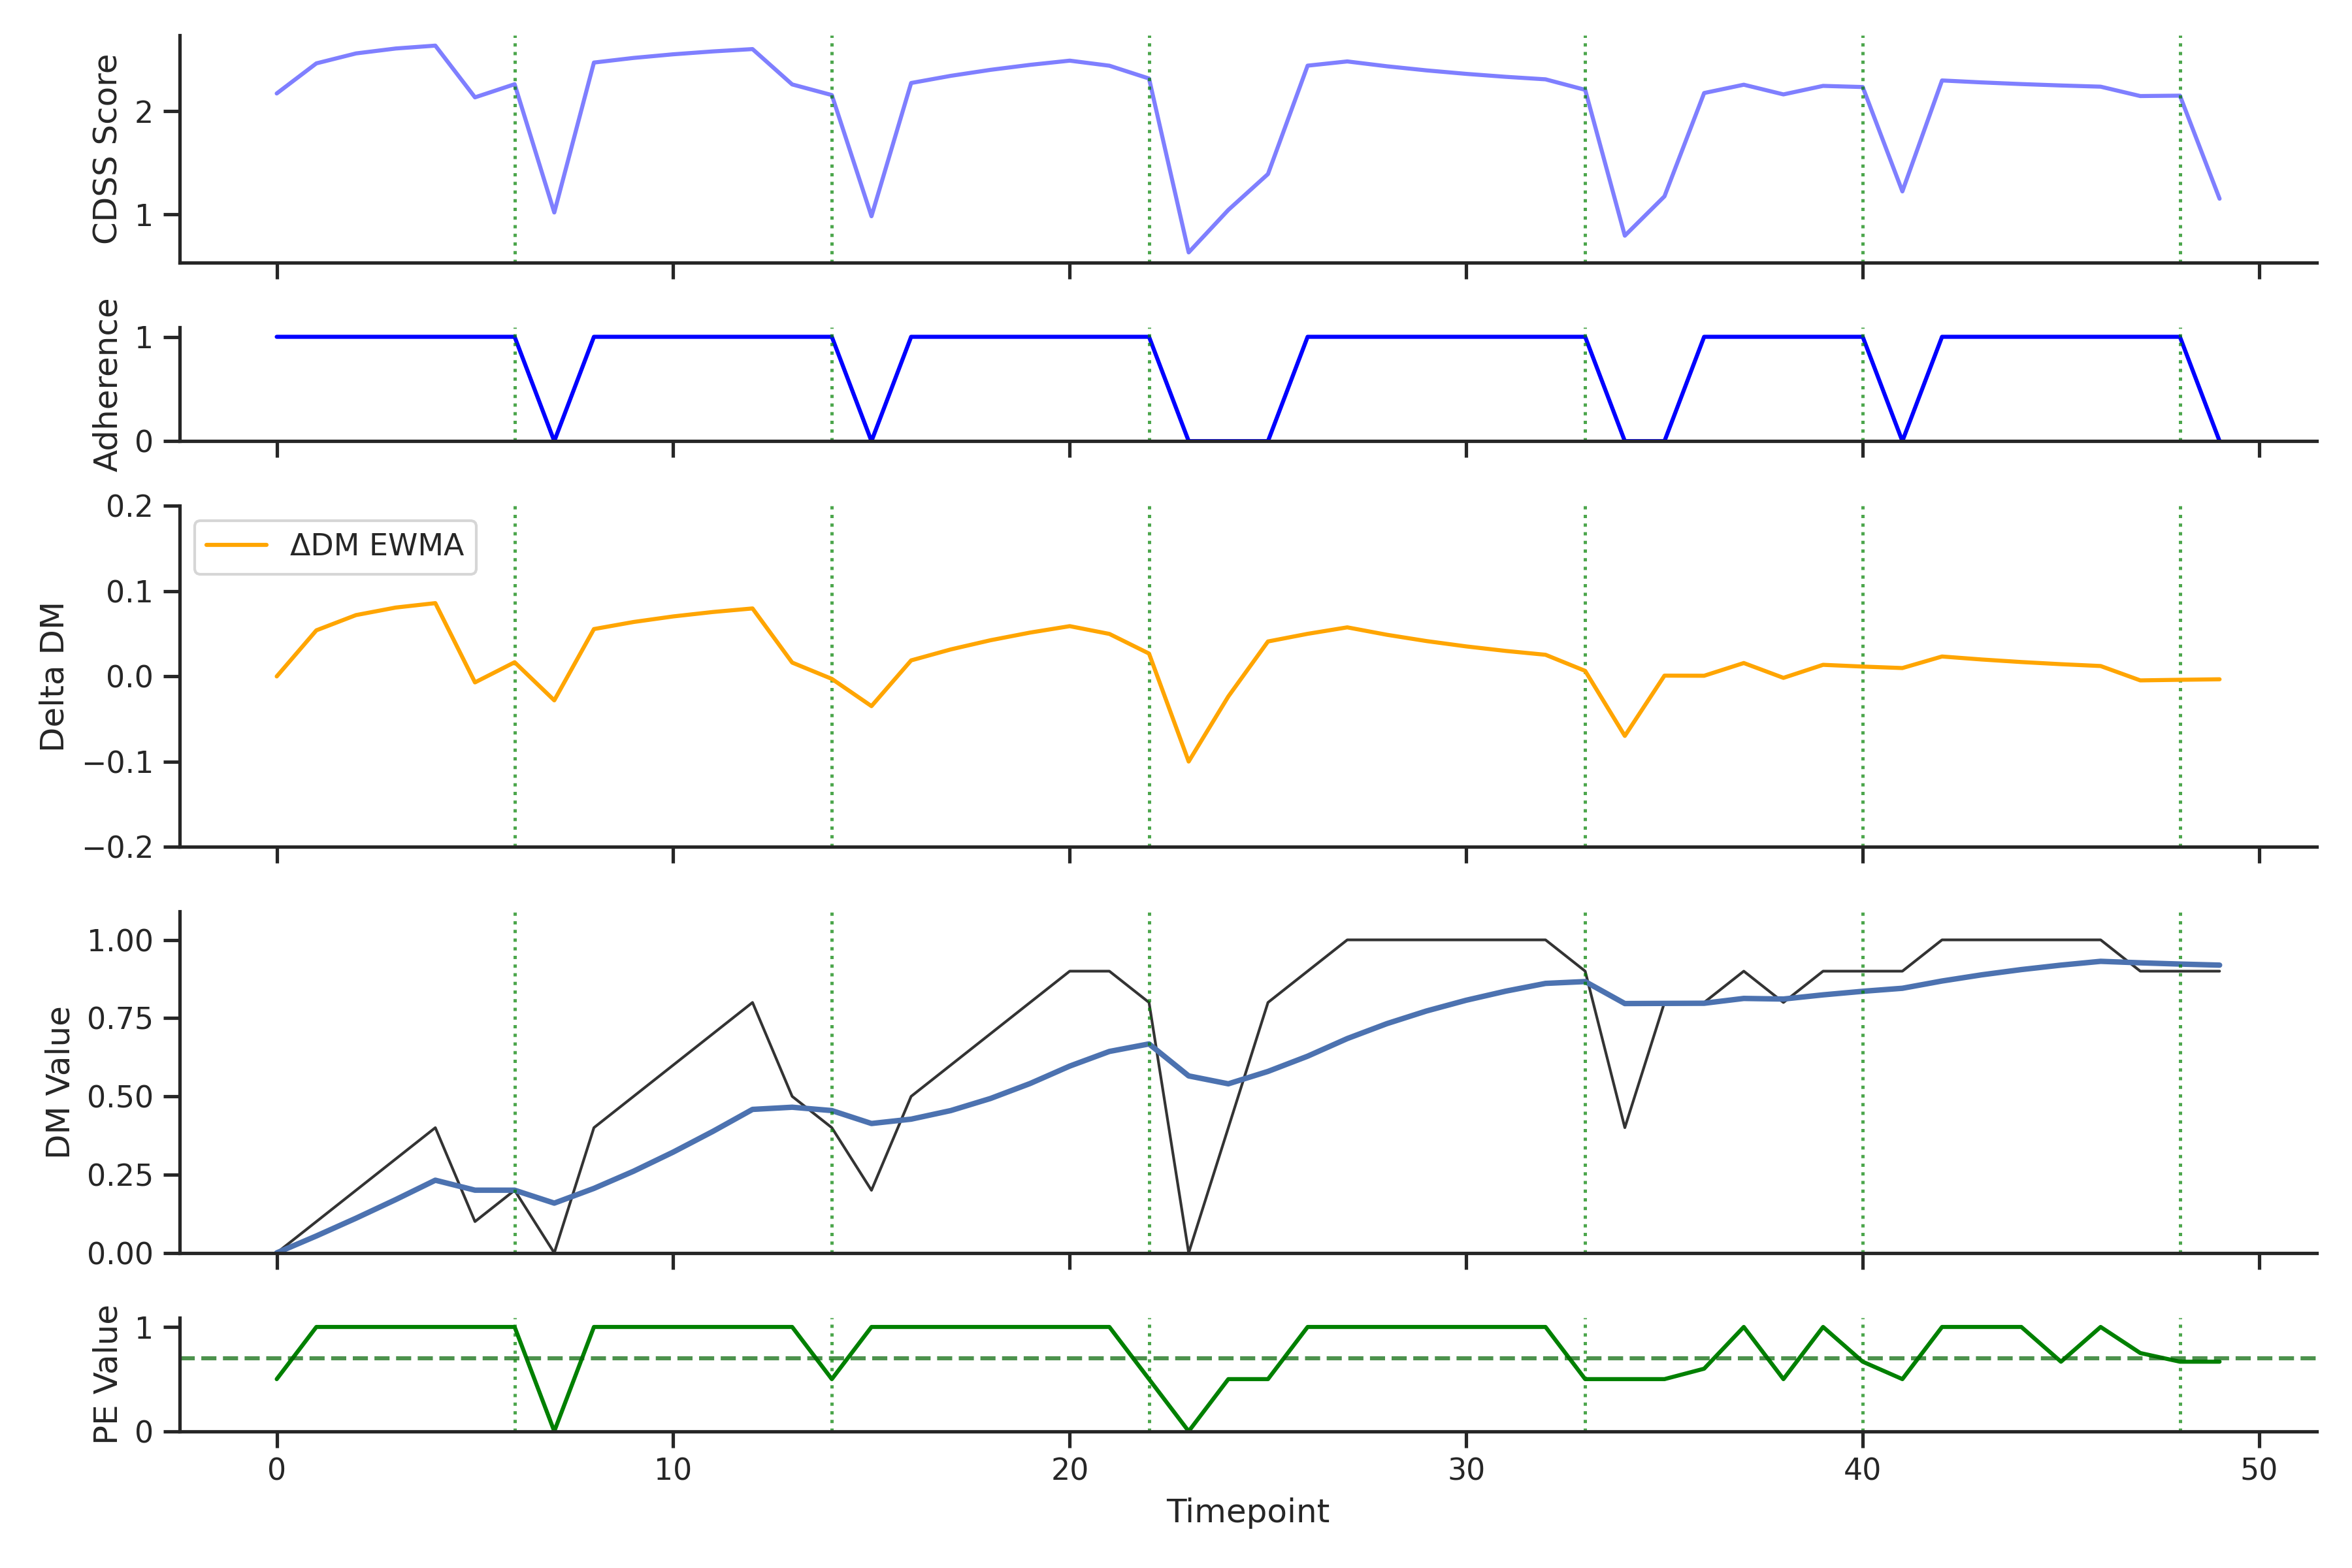 CDSS Score
2
1
Adherence
1
0
Delta DM
0.2
0.1
0.0
−0.1
−0.2
ΔDM EWMA
DM Value
1.00
0.75
0.50
0.25
0.00
PE Value
1
0
0 10 20 30 40 50
Timepoint